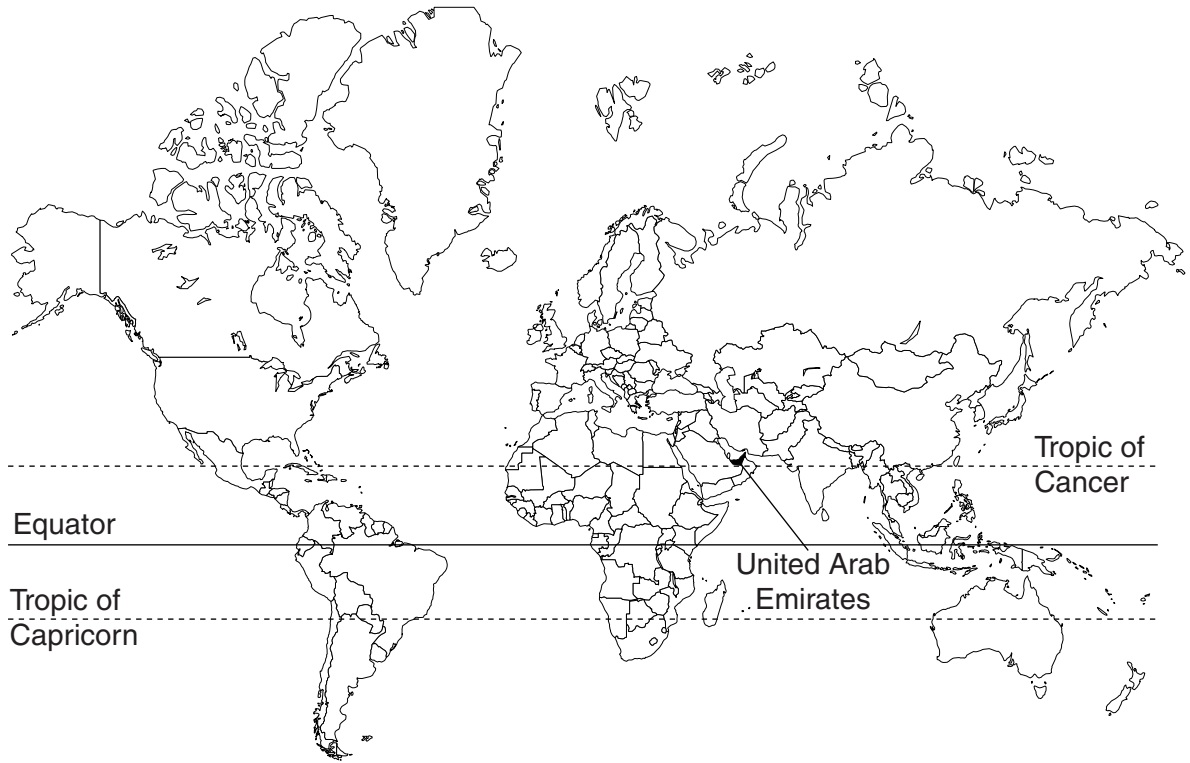 Tropic of
Cancer
Equator
United Arab
Emirates
Tropic of
Capricorn